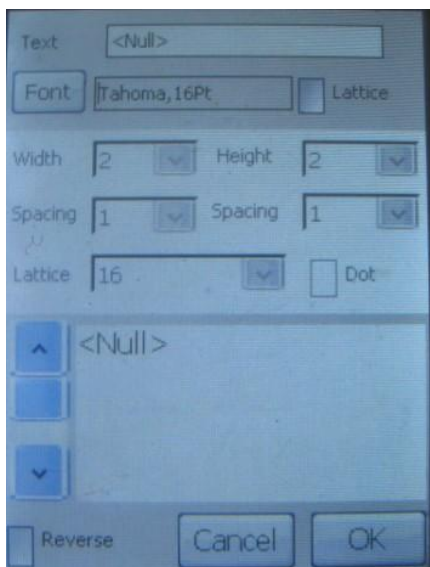 Text <Null>
Font Tahoma,16Pt Lattice
Width 2 Height 2
Spacing 1 Spacing 1
Lattice 16 Dot
<Null>
Reverse Cancel OK